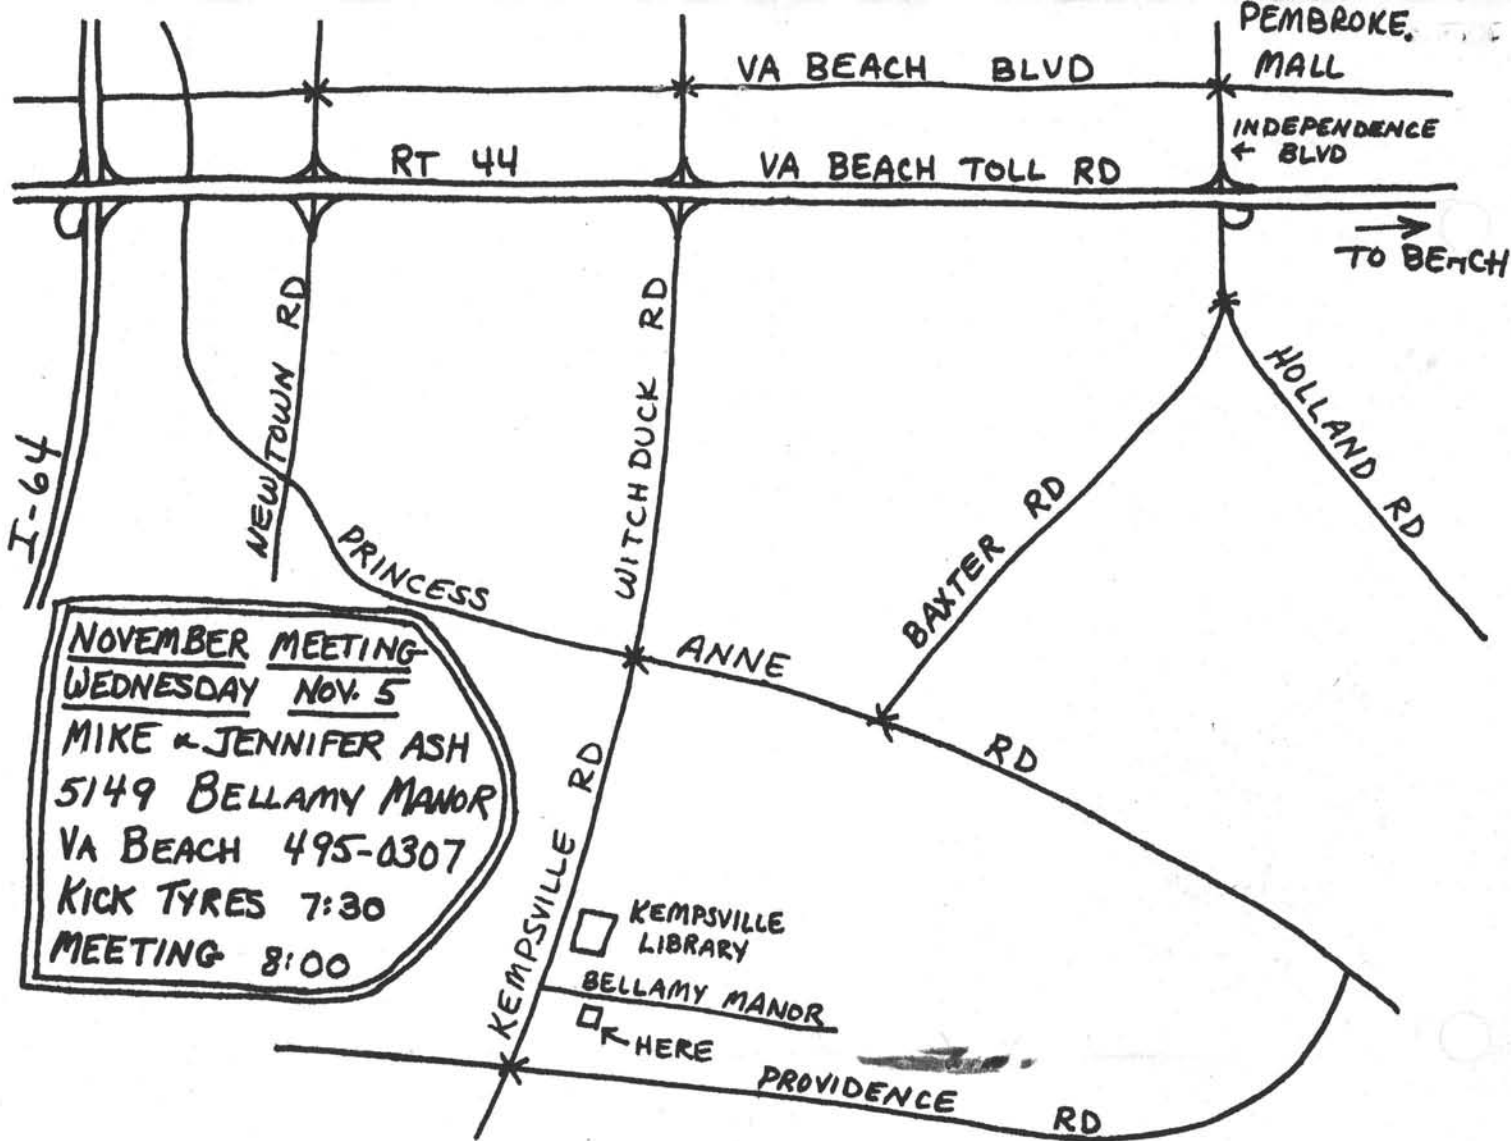 PEMBROKE.
MALL
VA BEACH BLVD
INDEPENDENCE
← BLVD
RT 44
VA BEACH TOLL RD
→
TO BEACH
I-64
NEWTOWN RD
WITCHDUCK RD
HOLLAND RD
BAXTER RD
PRINCESS ANNE RD
NOVEMBER MEETING
WEDNESDAY NOV. 5
MIKE & JENNIFER ASH
5149 BELLAMY MANOR
VA BEACH 495-0307
KICK TYRES 7:30
MEETING 8:00
KEMPSVILLE RD
KEMPSVILLE
LIBRARY
BELLAMY MANOR
HERE
PROVIDENCE RD